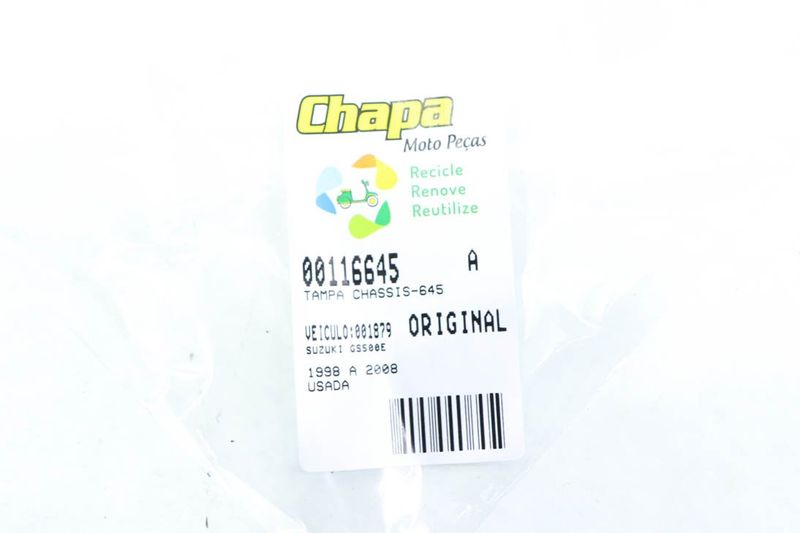 Chapa
Moto Peças
Recicle
Renove
Reutilize
00116645 A
TAMPA CHASSIS-645
VEICULO:001879 ORIGINAL
SUZUKI GS500E
1998 A 2008
USADA